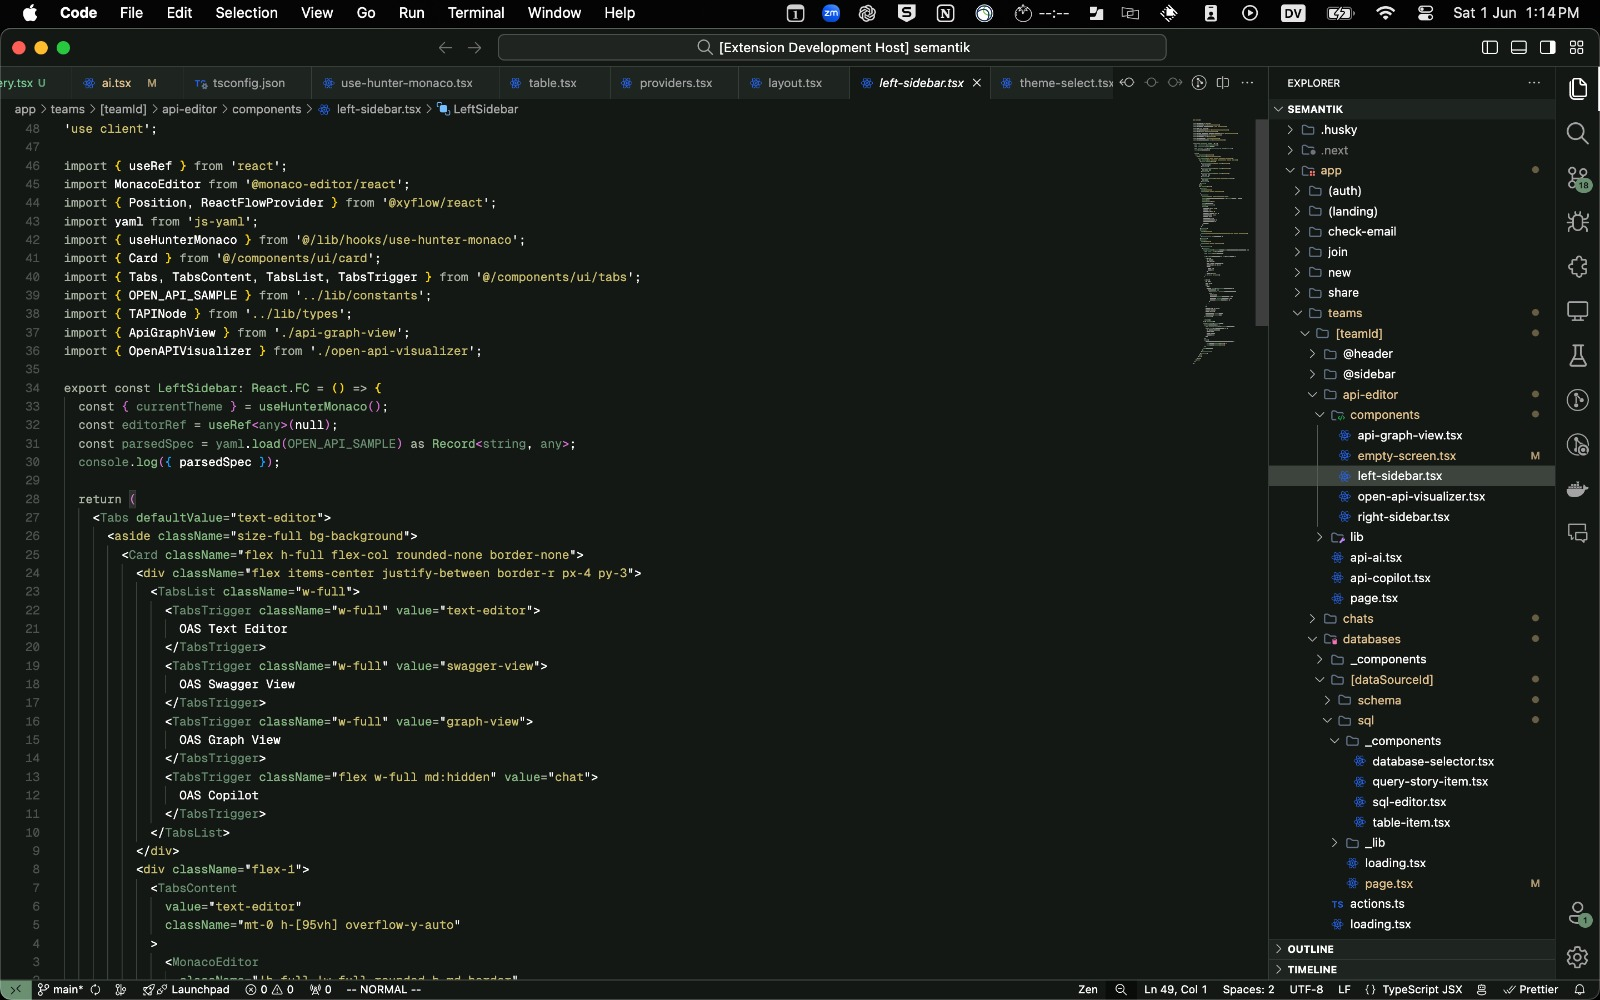 Code File Edit Selection View Go Run Terminal Window Help 1 zm DV Sat 1 Jun 1:14 PM
[Extension Development Host] semantik
ry.tsx U ai.tsx M tsconfig.json use-hunter-monaco.tsx table.tsx providers.tsx layout.tsx left-sidebar.tsx theme-select.tsx
app > teams > [teamId] > api-editor > components > left-sidebar.tsx > LeftSidebar
48 'use client';
47
46 import { useRef } from 'react';
45 import MonacoEditor from '@monaco-editor/react';
44 import { Position, ReactFlowProvider } from '@xyflow/react';
43 import yaml from 'js-yaml';
42 import { useHunterMonaco } from '@/lib/hooks/use-hunter-monaco';
41 import { Card } from '@/components/ui/card';
40 import { Tabs, TabsContent, TabsList, TabsTrigger } from '@/components/ui/tabs';
39 import { OPEN_API_SAMPLE } from '../lib/constants';
38 import { TAPINode } from '../lib/types';
37 import { ApiGraphView } from './api-graph-view';
36 import { OpenAPIVisualizer } from './open-api-visualizer';
35
34 export const LeftSidebar: React.FC = () => {
33 const { currentTheme } = useHunterMonaco();
32 const editorRef = useRef<any>(null);
31 const parsedSpec = yaml.load(OPEN_API_SAMPLE) as Record<string, any>;
30 console.log({ parsedSpec });
29
28 return (
27 <Tabs defaultValue="text-editor">
26 <aside className="size-full bg-background">
25 <Card className="flex h-full flex-col rounded-none border-none">
24 <div className="flex items-center justify-between border-r px-4 py-3">
23 <TabsList className="w-full">
22 <TabsTrigger className="w-full" value="text-editor">
21 OAS Text Editor
20 </TabsTrigger>
19 <TabsTrigger className="w-full" value="swagger-view">
18 OAS Swagger View
17 </TabsTrigger>
16 <TabsTrigger className="w-full" value="graph-view">
15 OAS Graph View
14 </TabsTrigger>
13 <TabsTrigger className="flex w-full md:hidden" value="chat">
12 OAS Copilot
11 </TabsTrigger>
10 </TabsList>
9 </div>
8 <div className="flex-1">
7 <TabsContent
6 value="text-editor"
5 className="mt-0 h-[95vh] overflow-y-auto"
4 >
3 <MonacoEditor
EXPLORER
SEMANTIK
.husky
.next
app
(auth)
(landing)
check-email
join
new
share
teams
[teamId]
@header
@sidebar
api-editor
components
api-graph-view.tsx
empty-screen.tsx M
left-sidebar.tsx
open-api-visualizer.tsx
right-sidebar.tsx
lib
api-ai.tsx
api-copilot.tsx
page.tsx
chats
databases
_components
[dataSourceId]
schema
sql
_components
database-selector.tsx
query-story-item.tsx
sql-editor.tsx
table-item.tsx
_lib
loading.tsx
page.tsx M
TS actions.ts
loading.tsx
OUTLINE
TIMELINE
18
1
main* Launchpad 0 0 0 -- NORMAL -- Zen Ln 49, Col 1 Spaces: 2 UTF-8 LF {} TypeScript JSX Prettier